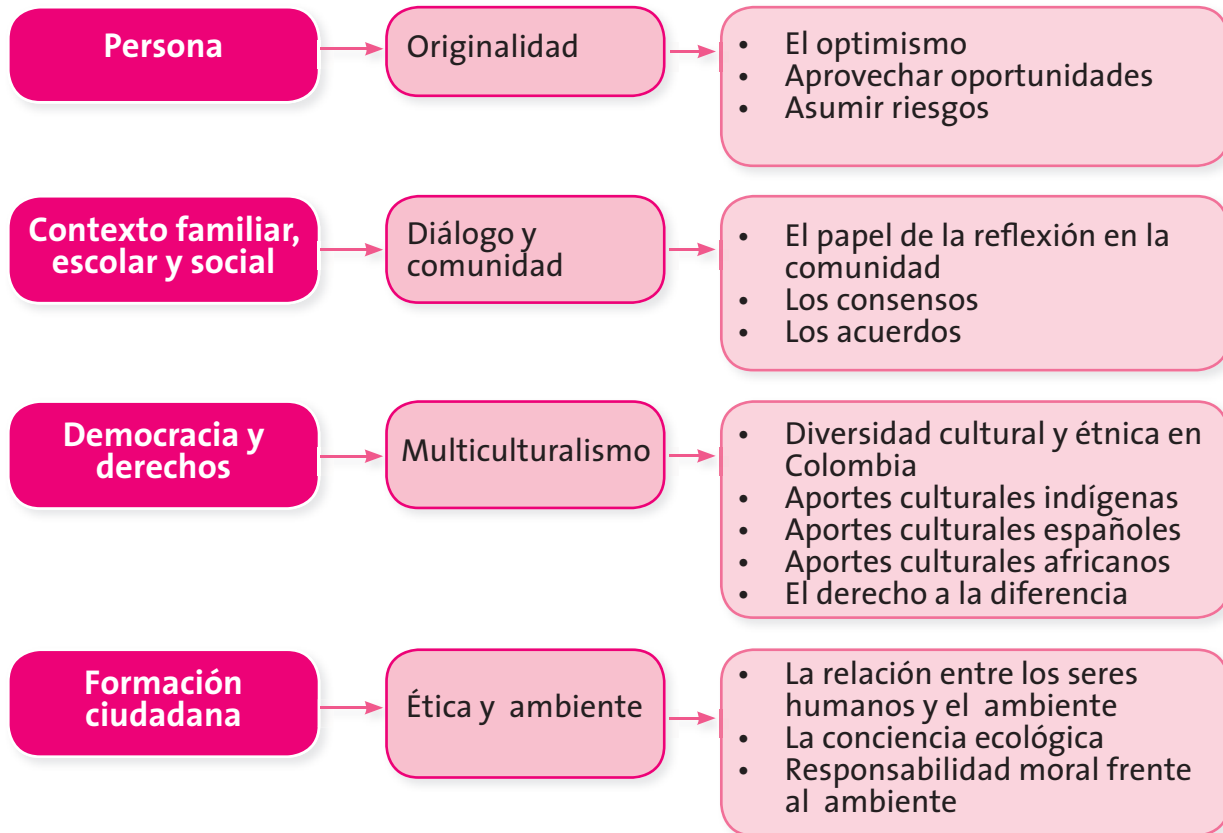 Persona
Originalidad
• El optimismo
• Aprovechar oportunidades
• Asumir riesgos
Contexto familiar,
escolar y social
Diálogo y
comunidad
• El papel de la reflexión en la
comunidad
• Los consensos
• Los acuerdos
Democracia y
derechos
Multiculturalismo
• Diversidad cultural y étnica en
Colombia
• Aportes culturales indígenas
• Aportes culturales españoles
• Aportes culturales africanos
• El derecho a la diferencia
Formación
ciudadana
Ética y ambiente
• La relación entre los seres
humanos y el ambiente
• La conciencia ecológica
• Responsabilidad moral frente
al ambiente